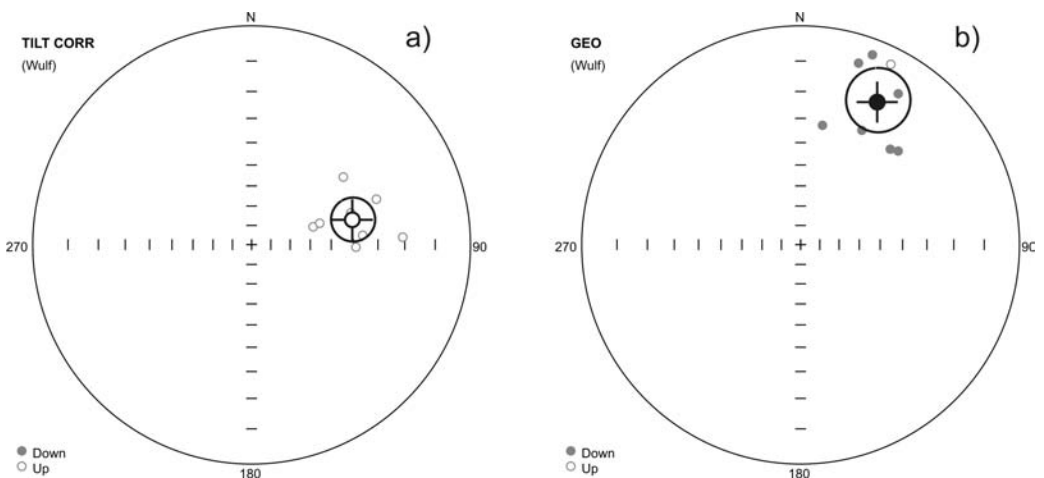 N
TILT CORR
(Wulf)
a)
270
90
Down
Up
180
N
GEO
(Wulf)
b)
270
90
Down
Up
180